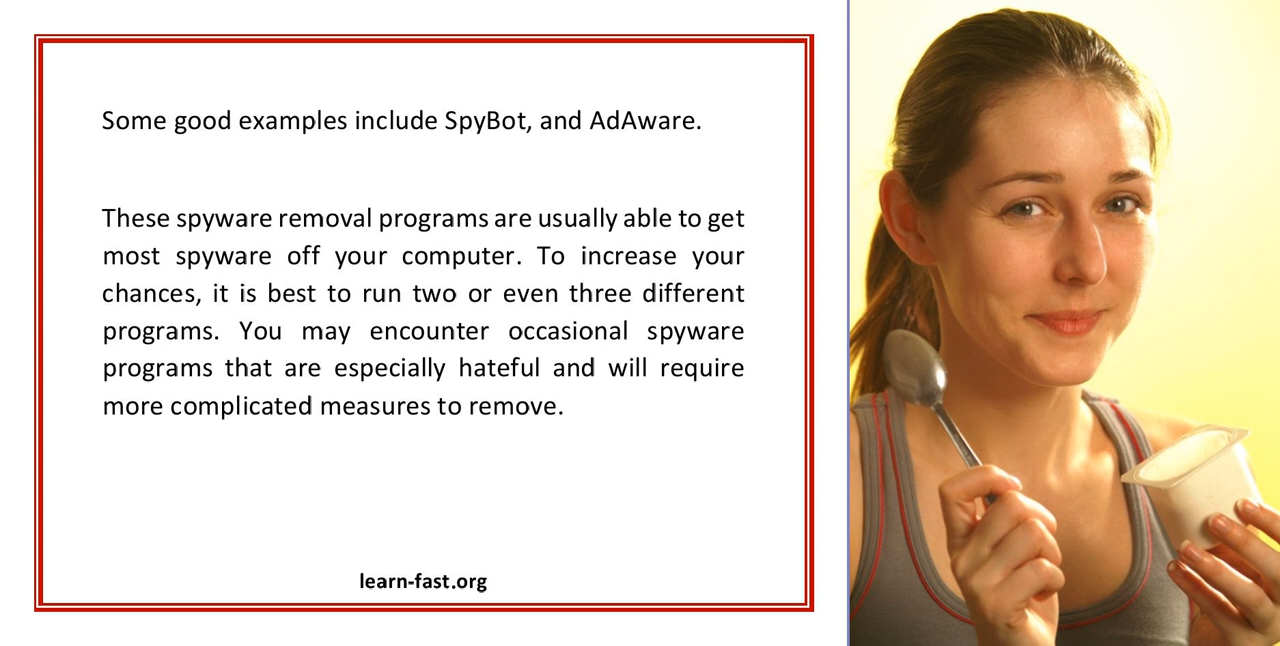 Some good examples include SpyBot, and AdAware.
These spyware removal programs are usually able to get
most spyware off your computer. To increase your
chances, it is best to run two or even three different
programs. You may encounter occasional spyware
programs that are especially hateful and will require
more complicated measures to remove.
learn-fast.org